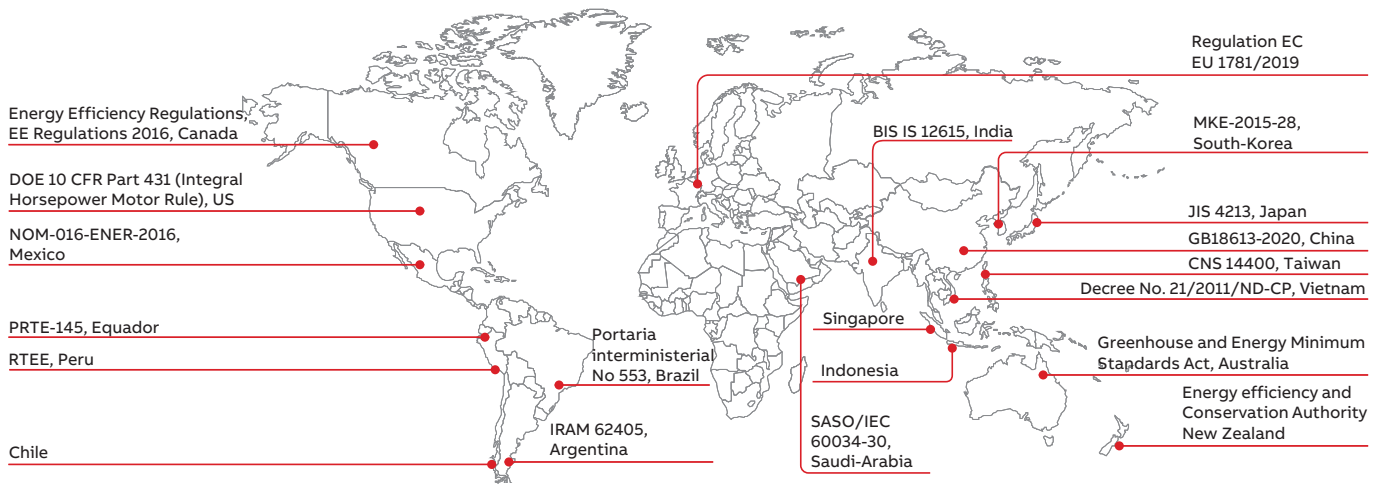 Regulation EC
EU 1781/2019
Energy Efficiency Regulations,
EE Regulations 2016, Canada
BIS IS 12615, India
MKE-2015-28,
South-Korea
DOE 10 CFR Part 431 (Integral
Horsepower Motor Rule), US
JIS 4213, Japan
NOM-016-ENER-2016,
Mexico
GB18613-2020, China
CNS 14400, Taiwan
Decree No. 21/2011/ND-CP, Vietnam
PRTE-145, Equador
RTEE, Peru
Portaria
interministerial
No 553, Brazil
Singapore
Indonesia
Greenhouse and Energy Minimum
Standards Act, Australia
Energy efficiency and
Conservation Authority
New Zealand
Chile
IRAM 62405,
Argentina
SASO/IEC
60034-30,
Saudi-Arabia